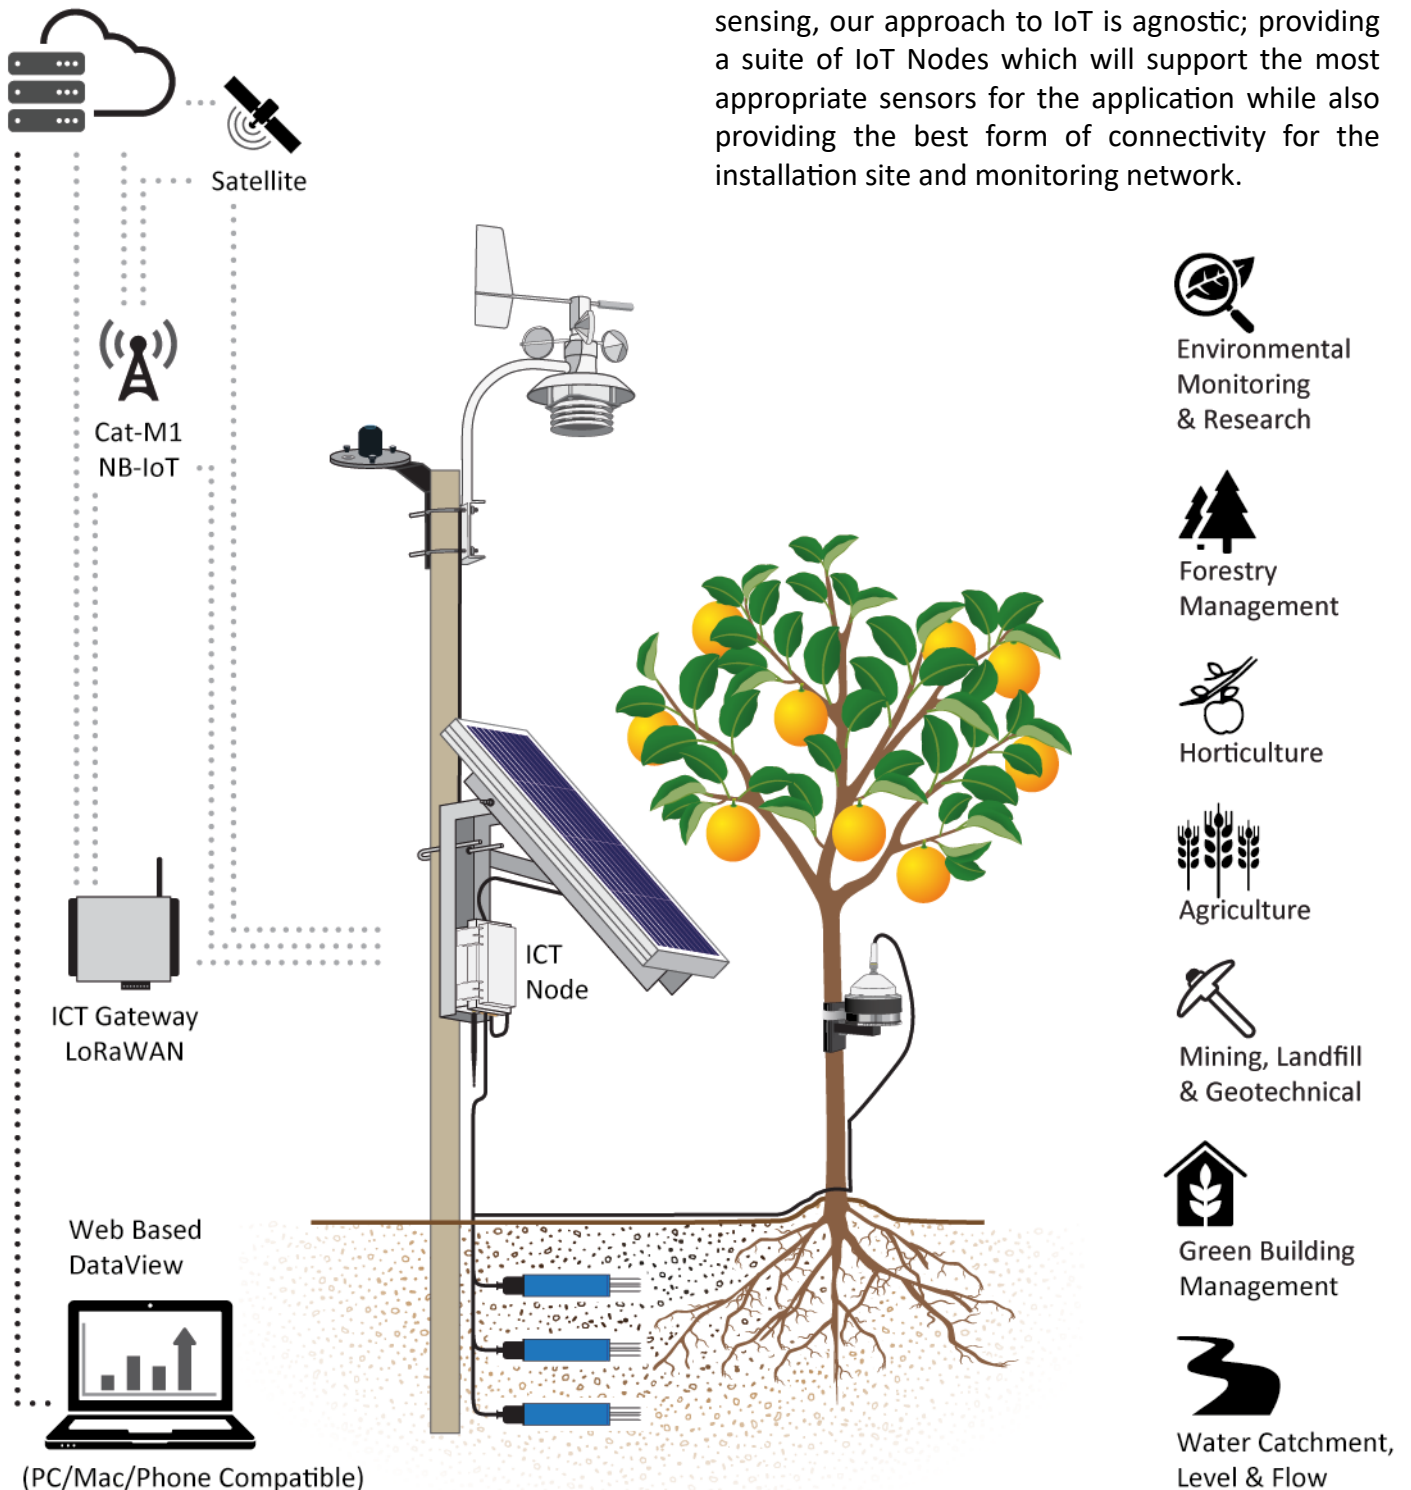 sensing, our approach to IoT is agnostic; providing
a suite of IoT Nodes which will support the most
appropriate sensors for the application while also
providing the best form of connectivity for the
installation site and monitoring network.
Satellite
Cat-M1
NB-IoT
ICT Gateway
LoRaWAN
ICT
Node
Web Based
DataView
(PC/Mac/Phone Compatible)
Environmental
Monitoring
& Research
Forestry
Management
Horticulture
Agriculture
Mining, Landfill
& Geotechnical
Green Building
Management
Water Catchment,
Level & Flow